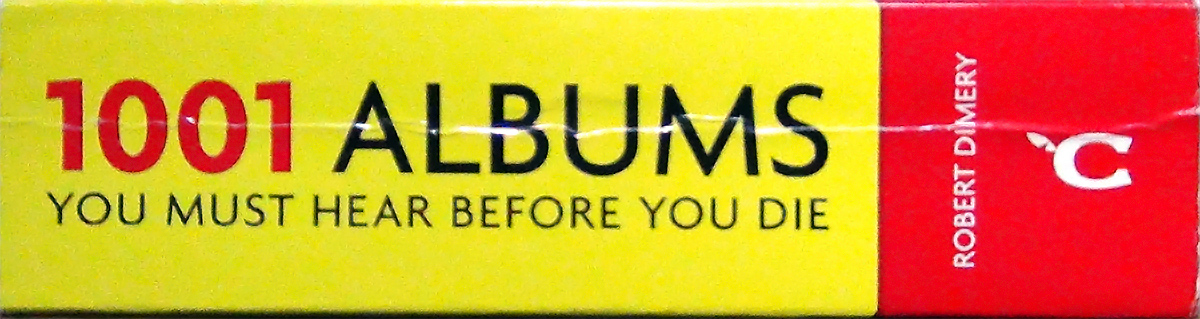 1001 ALBUMS
YOU MUST HEAR BEFORE YOU DIE
ROBERT DIMERY
C